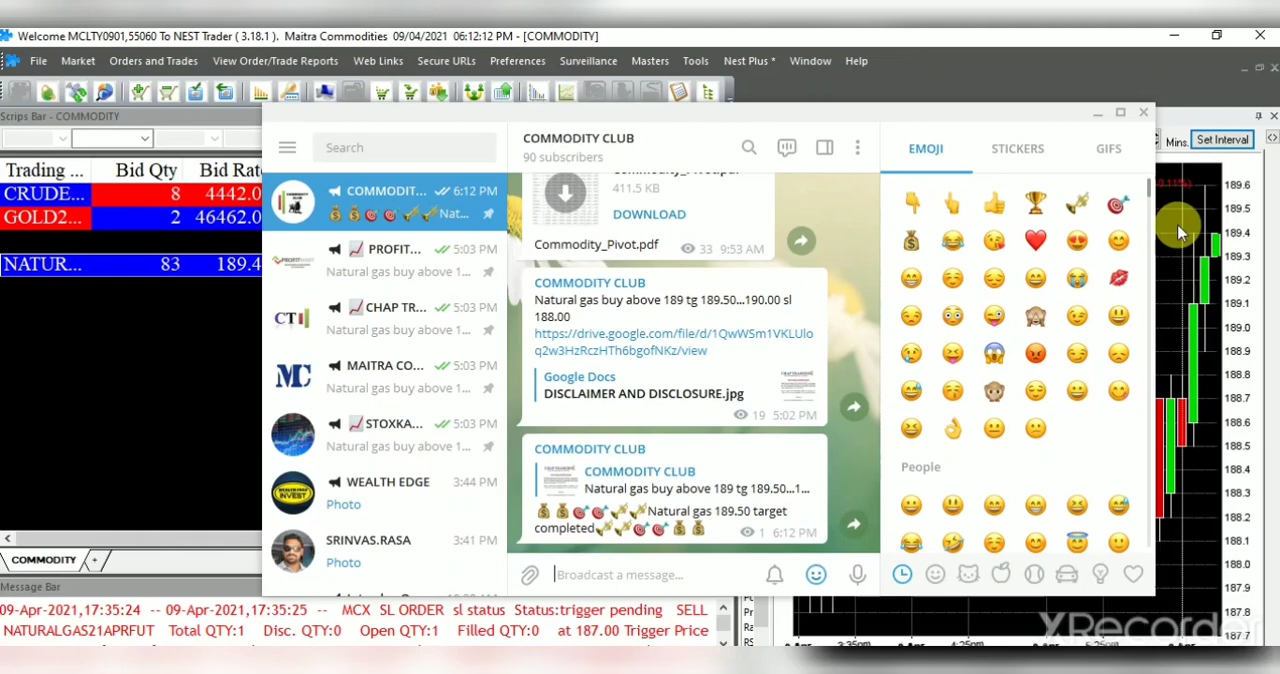 Welcome MCLTY0901,55060 To NEST Trader ( 3.18.1 ). Maitra Commodities 09/04/2021 06:12:12 PM - [COMMODITY]
File Market Orders and Trades View Order/Trade Reports Web Links Secure URLs Preferences Surveillance Masters Tools Nest Plus * Window Help
Scrips Bar - COMMODITY
Mins. Set Interval
Trading ... Bid Qty Bid Rat
CRUDE... 8 4442.0
GOLD2... 2 46462.0
NATUR... 83 189.4
COMMODITY +
Search
COMMODIT... 6:12 PM
💰💰🎯🎯🎺🎺Nat...
PROFIT... 5:03 PM
Natural gas buy above 1...
PROFITMART
📈CHAP TR... 5:03 PM
Natural gas buy above 1...
CTI
MAITRA CO... 5:03 PM
Natural gas buy above 1...
MC
📈STOXKA... 5:03 PM
Natural gas buy above 1...
WEALTH EDGE 3:44 PM
Photo
WEALTH EDGE
INVEST
SRINVAS.RASA 3:41 PM
Photo
COMMODITY CLUB
90 subscribers
411.5 KB
DOWNLOAD
Commodity_Pivot.pdf 33 9:53 AM
COMMODITY CLUB
Natural gas buy above 189 tg 189.50...190.00 sl
188.00
https://drive.google.com/file/d/1QwWSm1VKLUlo
q2w3HzRczHTh6bgofNKz/view
Google Docs
DISCLAIMER AND DISCLOSURE.jpg
19 5:02 PM
COMMODITY CLUB
COMMODITY CLUB
Natural gas buy above 189 tg 189.50...1...
💰💰🎯🎯🎺🎺Natural gas 189.50 target
completed🎺🎺🎯🎯💰💰 1 6:12 PM
Broadcast a message...
EMOJI STICKERS GIFS
People
189.6
189.5
189.4
189.3
189.2
189.1
189.0
188.9
188.8
188.7
188.6
188.5
188.4
188.3
188.2
188.1
188.0
187.9
187.8
187.7
Message Bar
09-Apr-2021,17:35:24 -- 09-Apr-2021,17:35:25 -- MCX SL ORDER sl status Status:trigger pending SELL
NATURALGAS21APRFUT Total QTY:1 Disc. QTY:0 Open QTY:1 Filled QTY:0 at 187.00 Trigger Price
XRecorder